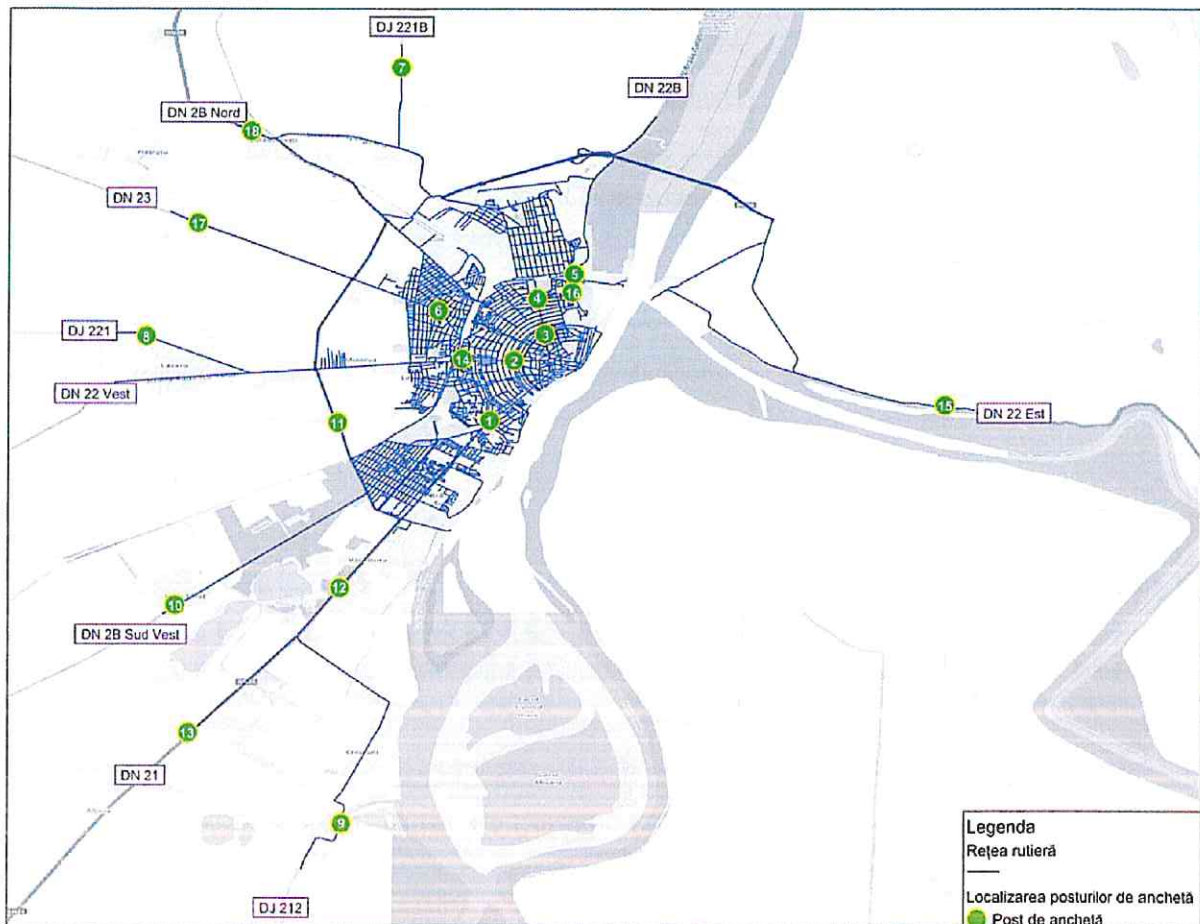 DJ 221B
7
DN 22B
DN 2B Nord
18
DN 23
17
5
16
4
6
3
DJ 221
8
14
2
DN 22 Vest
15
DN 22 Est
11
1
12
10
DN 2B Sud Vest
13
DN 21
9
DJ 212
Legenda
Rețea rutieră
Localizarea posturilor de anchetă
Post de anchetă